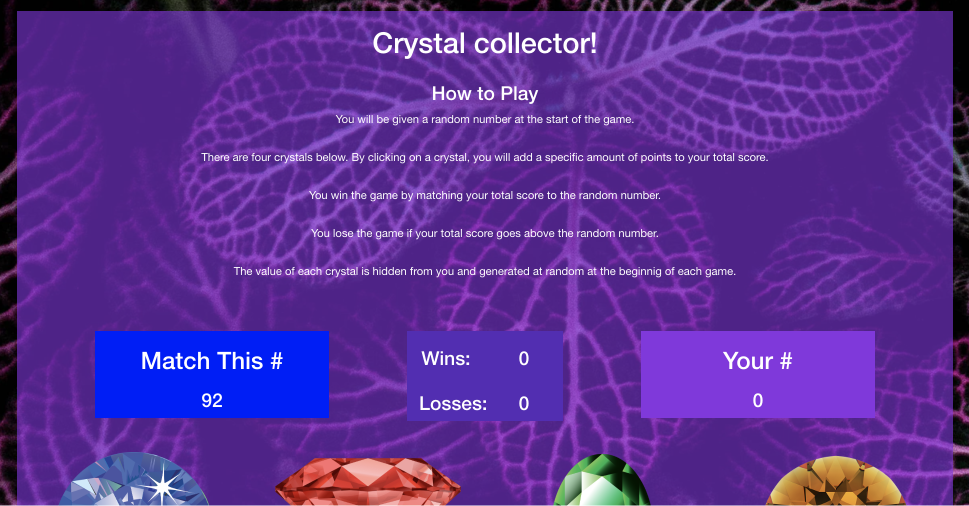 Crystal collector!
How to Play
You will be given a random number at the start of the game.
There are four crystals below. By clicking on a crystal, you will add a specific amount of points to your total score.
You win the game by matching your total score to the random number.
You lose the game if your total score goes above the random number.
The value of each crystal is hidden from you and generated at random at the beginnig of each game.
Match This #
92
Wins: 0
Losses: 0
Your #
0